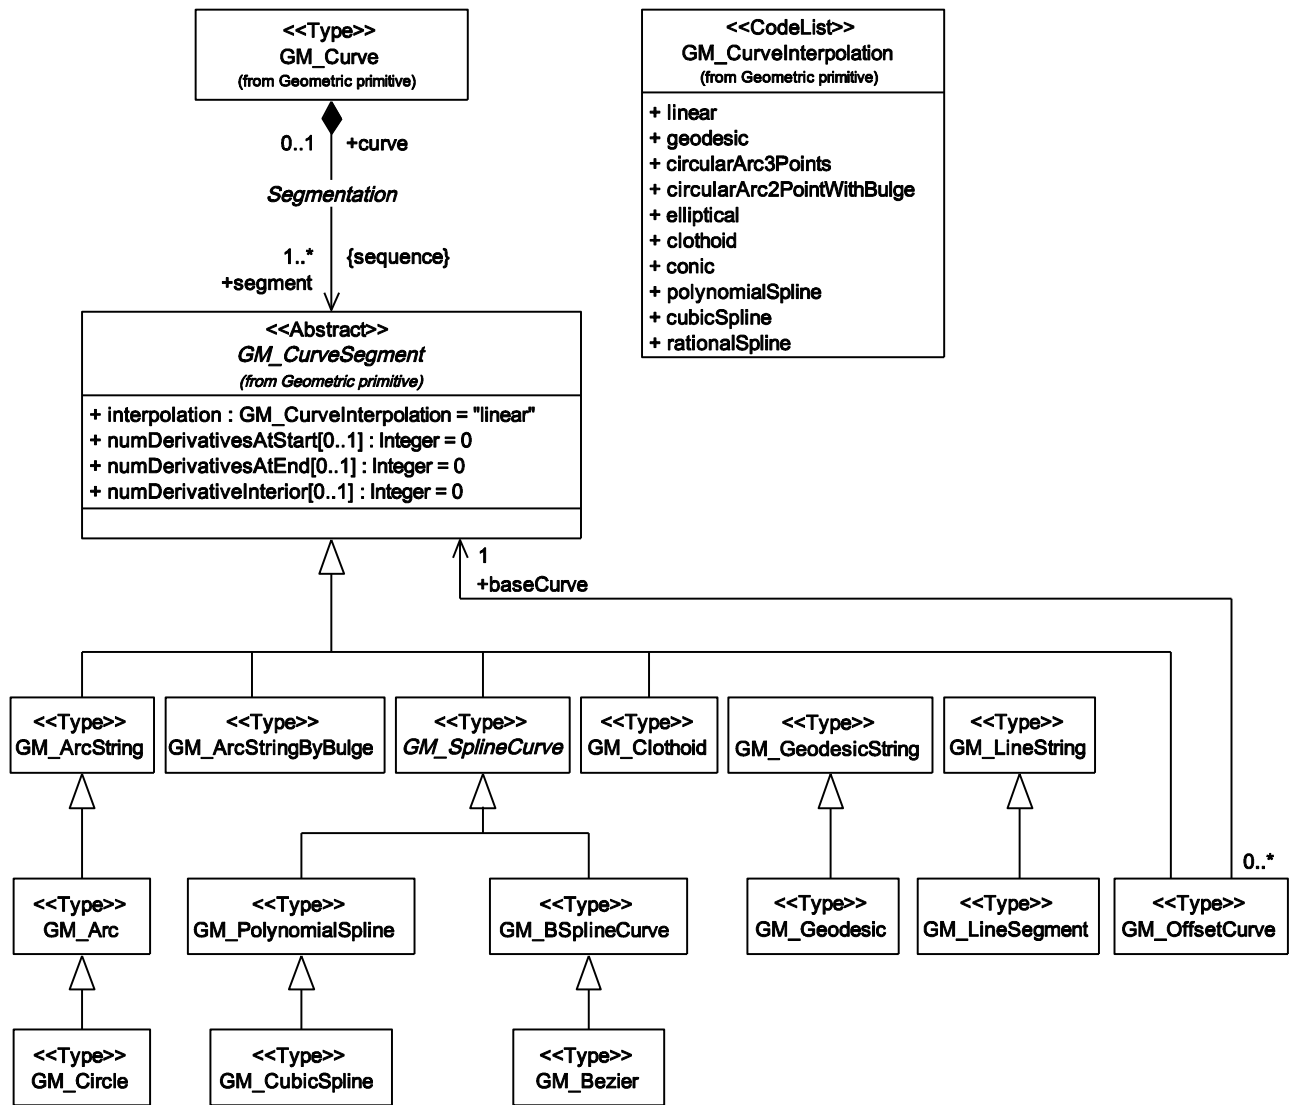 <<Type>>
GM_Curve
(from Geometric primitive)
0..1
+curve
Segmentation
1..*
{sequence}
+segment
<<CodeList>>
GM_CurveInterpolation
(from Geometric primitive)
+ linear
+ geodesic
+ circularArc3Points
+ circularArc2PointWithBulge
+ elliptical
+ clothoid
+ conic
+ polynomialSpline
+ cubicSpline
+ rationalSpline
<<Abstract>>
GM_CurveSegment
(from Geometric primitive)
+ interpolation : GM_CurveInterpolation = "linear"
+ numDerivativesAtStart[0..1] : Integer = 0
+ numDerivativesAtEnd[0..1] : Integer = 0
+ numDerivativeInterior[0..1] : Integer = 0
1
+baseCurve
<<Type>>
GM_ArcString
<<Type>>
GM_ArcStringByBulge
<<Type>>
GM_SplineCurve
<<Type>>
GM_Clothoid
<<Type>>
GM_GeodesicString
<<Type>>
GM_LineString
0..*
<<Type>>
GM_Arc
<<Type>>
GM_PolynomialSpline
<<Type>>
GM_BSplineCurve
<<Type>>
GM_Geodesic
<<Type>>
GM_LineSegment
<<Type>>
GM_OffsetCurve
<<Type>>
GM_Circle
<<Type>>
GM_CubicSpline
<<Type>>
GM_Bezier